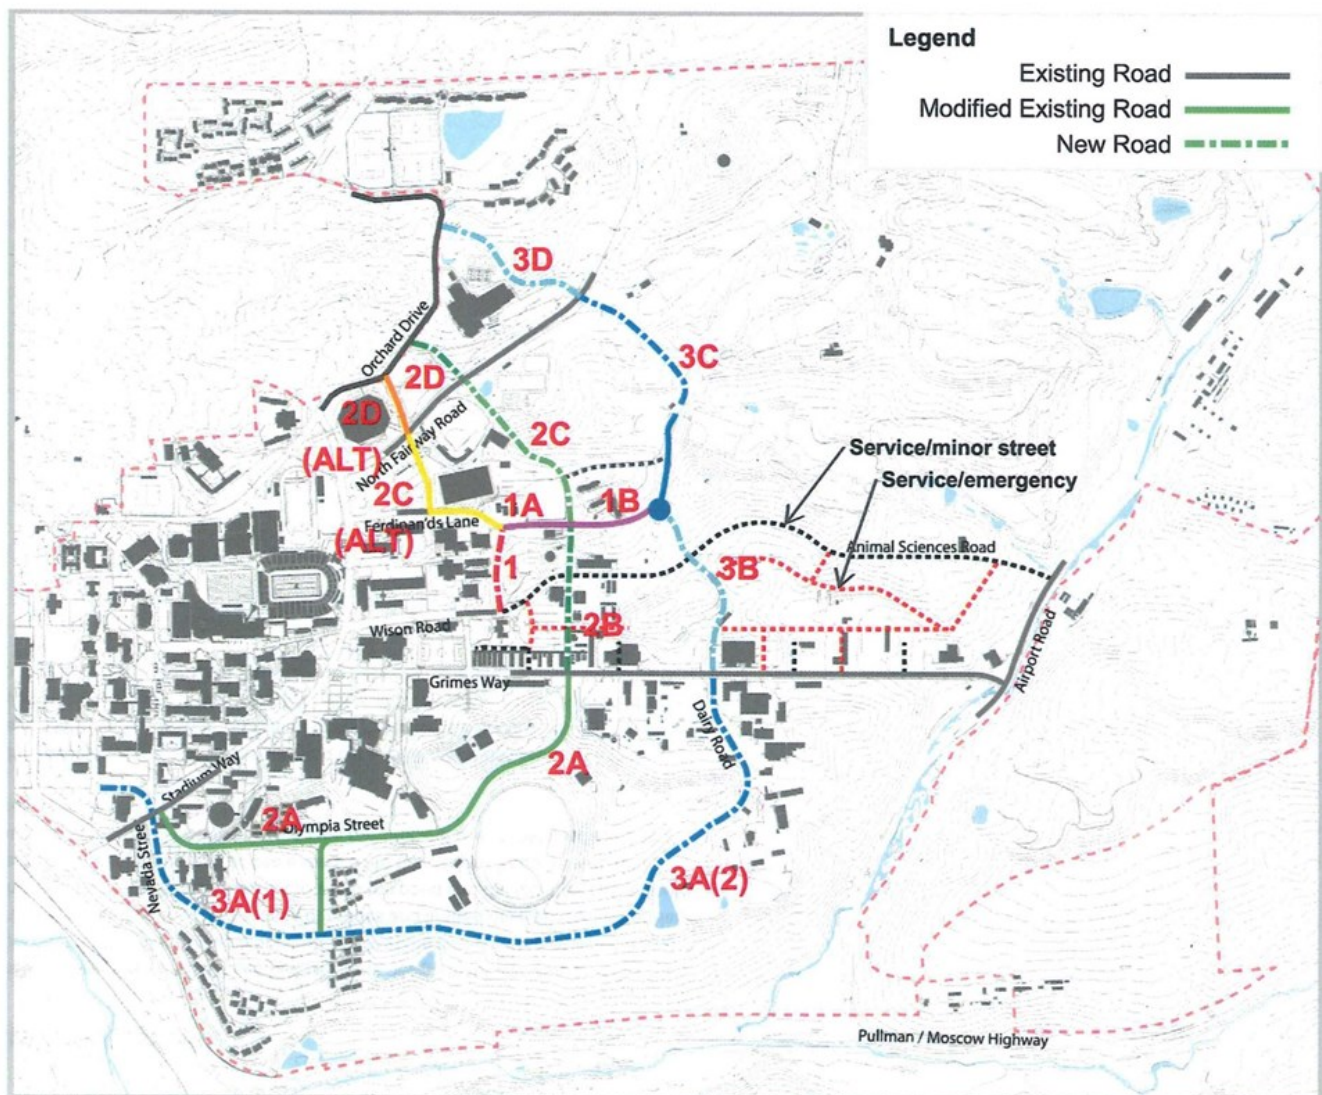 Legend
Existing Road
Modified Existing Road
New Road
3D
Orchard Drive
3C
2D
2D
(ALT)
North Fairway Road
2C
Service/minor street
Service/emergency
2C
(ALT)
Ferdinan'ds Lane
1A
1B
Animal Sciences Road
1
3B
2B
Wison Road
Grimes Way
Airport Road
Dairy Road
2A
Stadium Way
2A
Olympia Street
Nevada Stree
3A(1)
3A(2)
Pullman / Moscow Highway